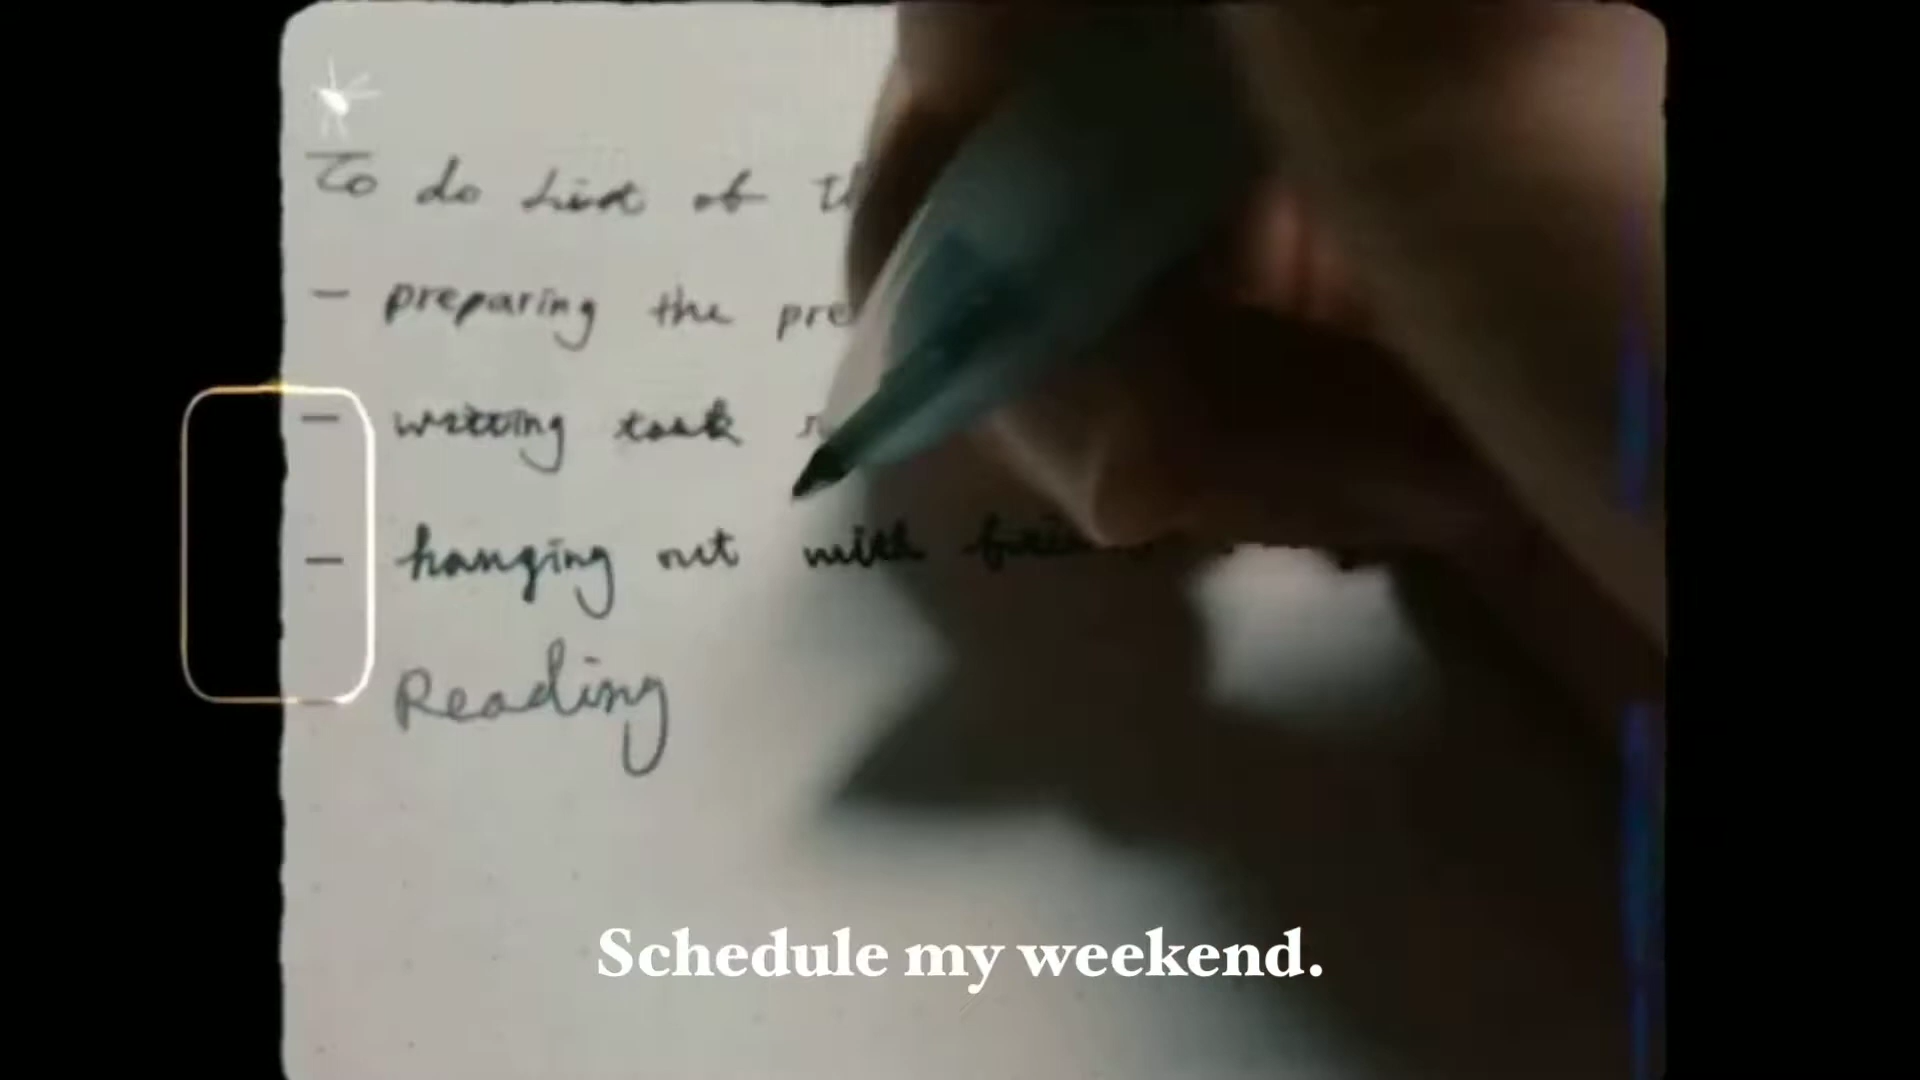 To do List of
- preparing the
- writing task
- hanging out with
Reading
Schedule my weekend.